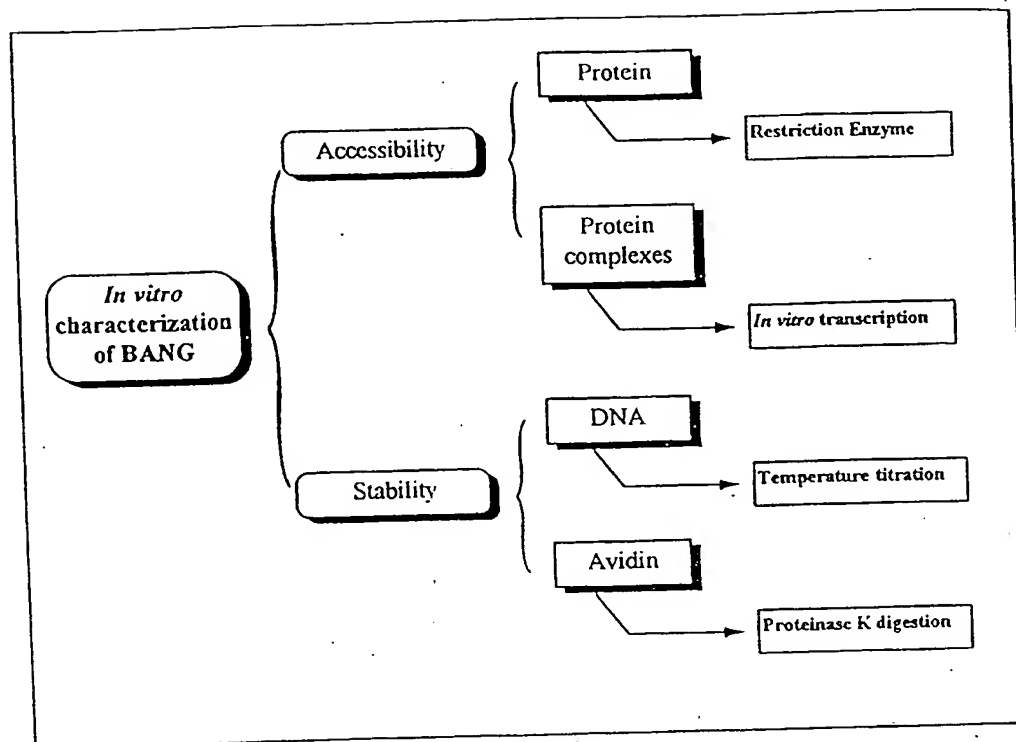 In vitro
characterization
of BANG
Accessibility
Protein
Restriction Enzyme
Protein
complexes
In vitro transcription
Stability
DNA
Temperature titration
Avidin
Proteinase K digestion